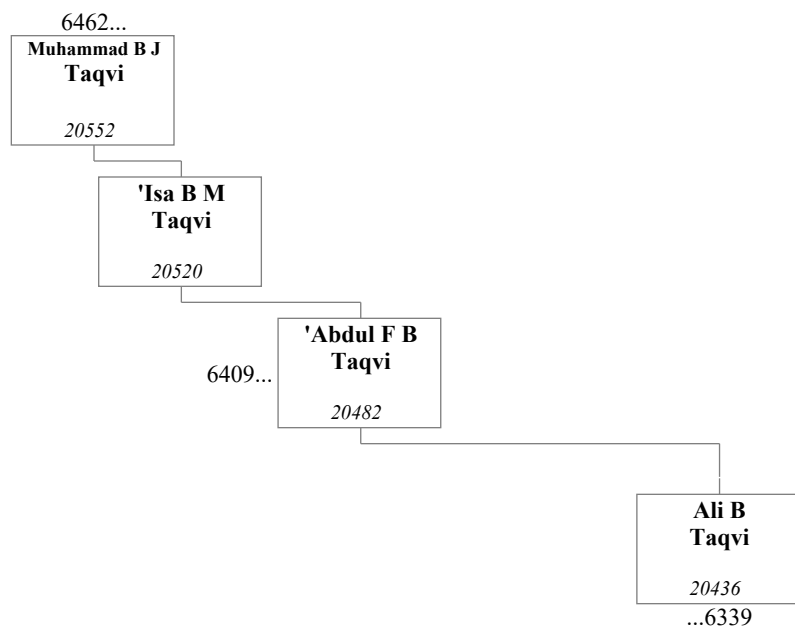 6462...
Muhammad B J
Taqvi
20552
'Isa B M
Taqvi
20520
'Abdul F B
Taqvi
6409...
20482
Ali B
Taqvi
20436
...6339